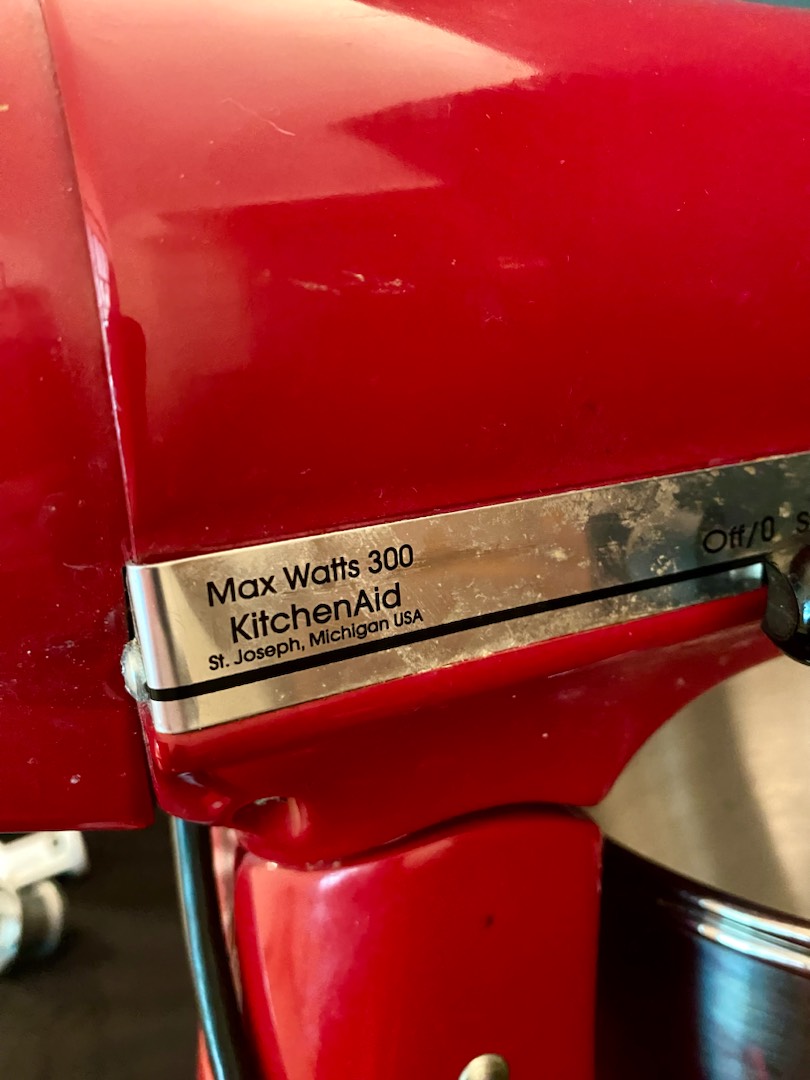 Max Watts 300
KitchenAid
St. Joseph, Michigan USA
Off/0